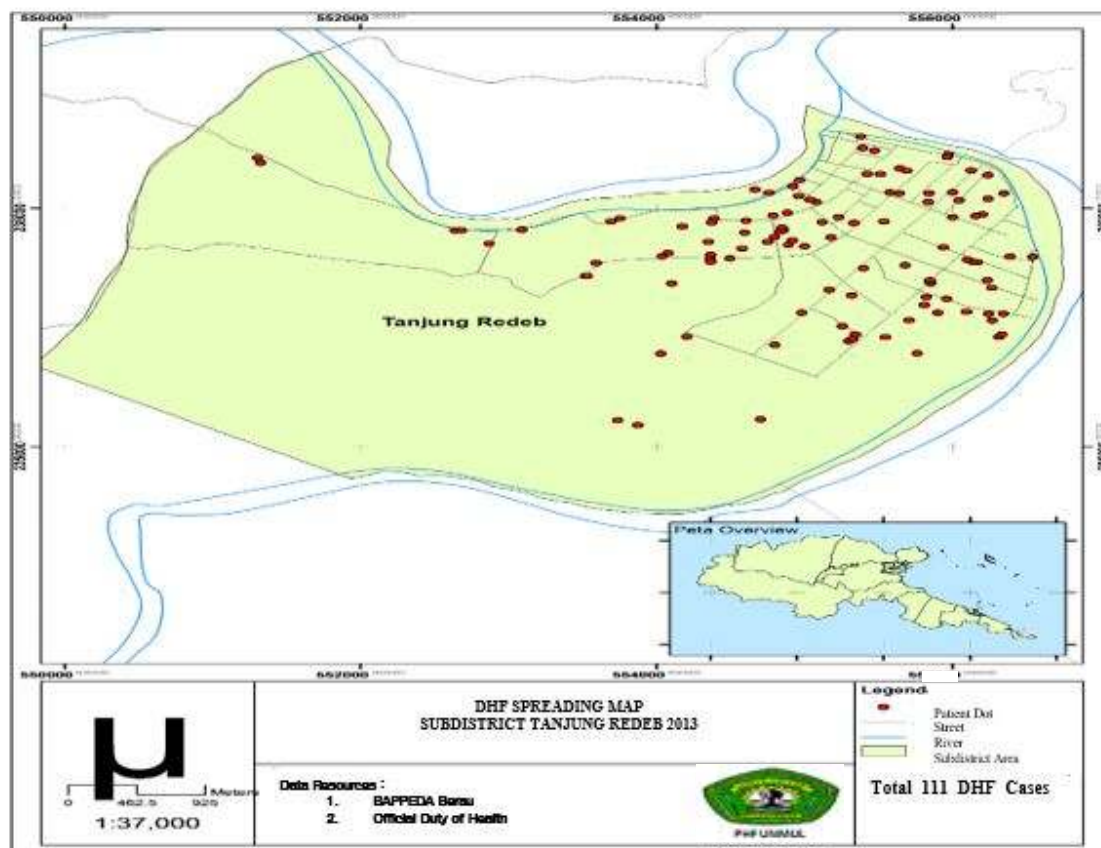 550000
552000
554000
556000
Tanjung Redeb
Peta Overview
550000
552000
554000
µ
0 462.5 925
Meters
1:37,000
DHF SPREADING MAP
SUBDISTRICT TANJUNG REDEB 2013
Data Resources :
1. BAPPEDA Berau
2. Official Duty of Health
PHF UNMUL
Legend
Patient Dot
Street
River
Subdistrict Area
Total 111 DHF Cases